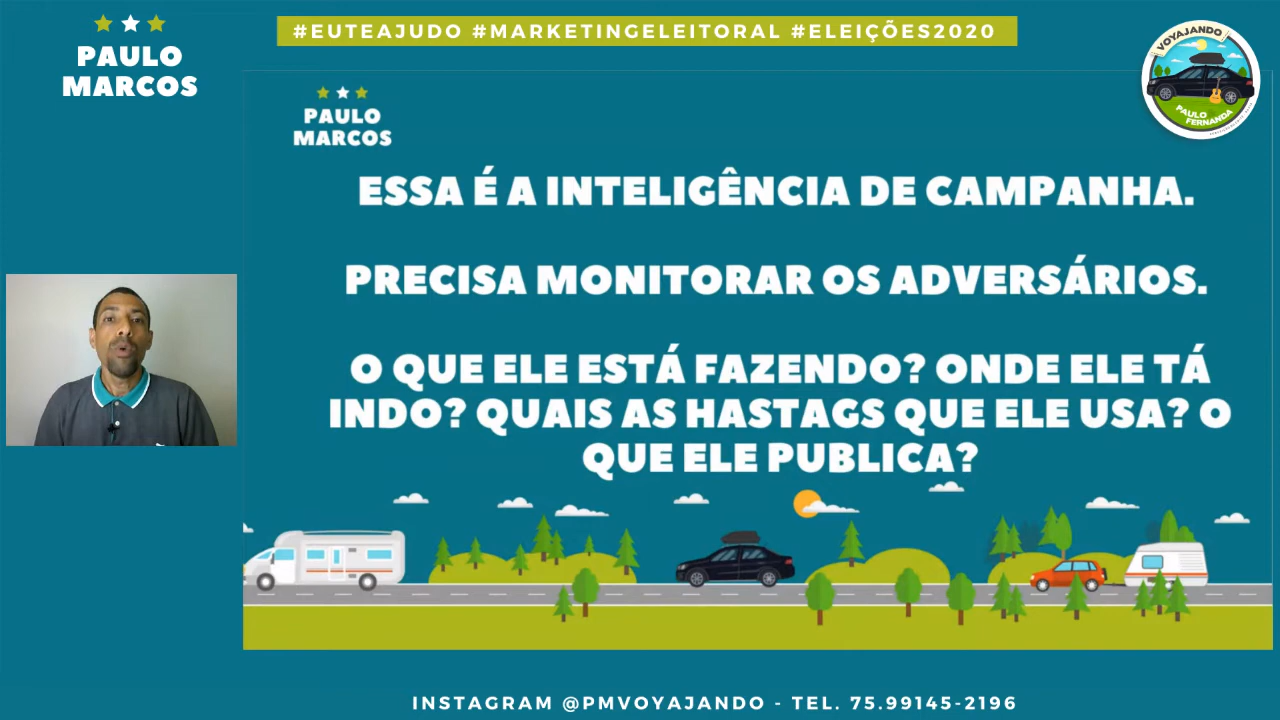 PAULO
MARCOS
#EUTEAJUDO #MARKETINGELEITORAL #ELEIÇÕES2020
VOYAJANDO
PAULO
FERNANDA
PAULO
MARCOS
ESSA É A INTELIGÊNCIA DE CAMPANHA.
PRECISA MONITORAR OS ADVERSÁRIOS.
O QUE ELE ESTÁ FAZENDO? ONDE ELE TÁ
INDO? QUAIS AS HASTAGS QUE ELE USA? O
QUE ELE PUBLICA?
INSTAGRAM @PMVOYAJANDO - TEL. 75.99145-2196